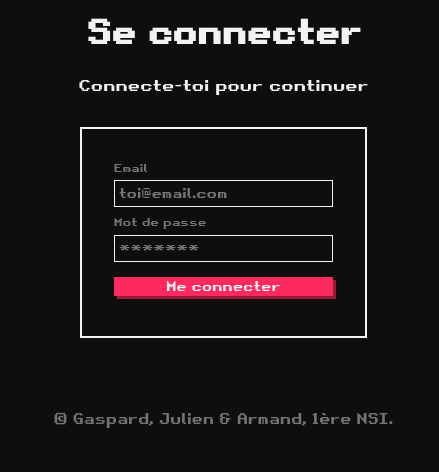 Se connecter
Connecte-toi pour continuer
Email
toi@email.com
Mot de passe
*******
Me connecter
© Gaspard, Julien & Armand, 1ère NSI.